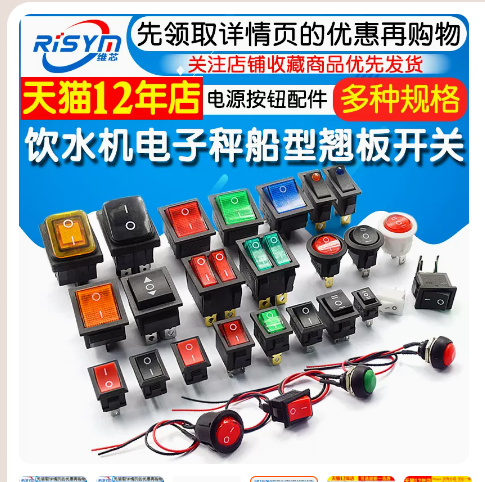 RISYM
维芯
先领取详情页的优惠再购物
关注店铺收藏商品优先发货
天猫12年店
电源按钮配件
多种规格
饮水机电子秤船型翘板开关